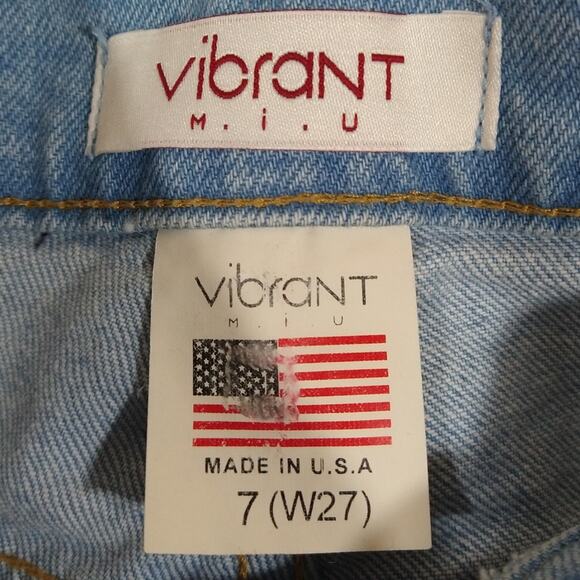 vibraNT
M.i.U
vibraNT
M.i.U
MADE IN U.S.A
7 (W27)